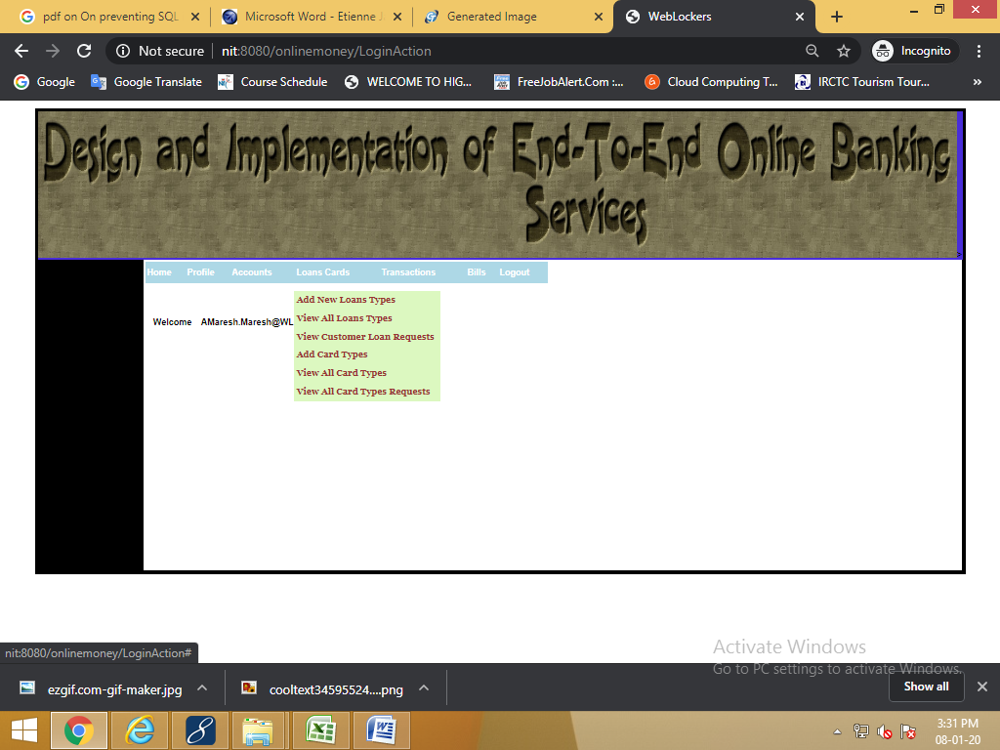 pdf on On preventing SQL
Microsoft Word - Etienne
Generated Image
WebLockers
Not secure
nit:8080/onlinemoney/LoginAction
Incognito
Google
Google Translate
Course Schedule
WELCOME TO HIG...
FreeJobAlert.Com :...
Cloud Computing T...
IRCTC Tourism Tour...
»
Design and Implementation of End-To-End Online Banking
Services
>
Home Profile Accounts Loans Cards Transactions Bills Logout
Add New Loans Types
View All Loans Types
Welcome AMaresh.Maresh@WL
View Customer Loan Requests
Add Card Types
View All Card Types
View All Card Types Requests
nit:8080/onlinemoney/LoginAction#
Activate Windows
Go to PC settings to activate Windows.
ezgif.com-gif-maker.jpg
cooltext34595524....png
Show all
3:31 PM
08-01-20